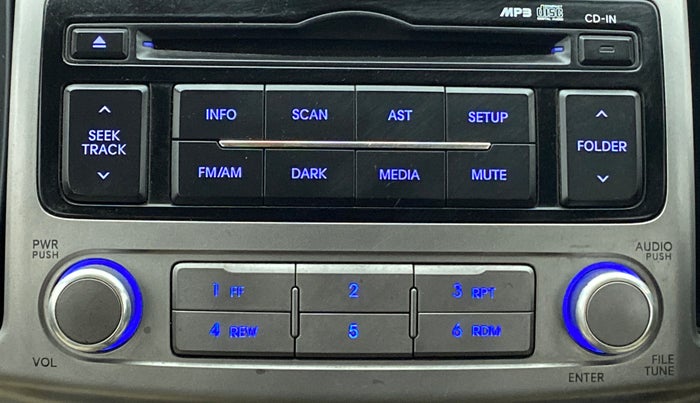 MP3 disc CD-IN
INFO SCAN AST SETUP
SEEK
TRACK
FOLDER
FM/AM DARK MEDIA MUTE
PWR
PUSH
AUDIO
PUSH
1 2 3 RPT
4 REW 5 6 RDM
VOL
ENTER
FILE
TUNE